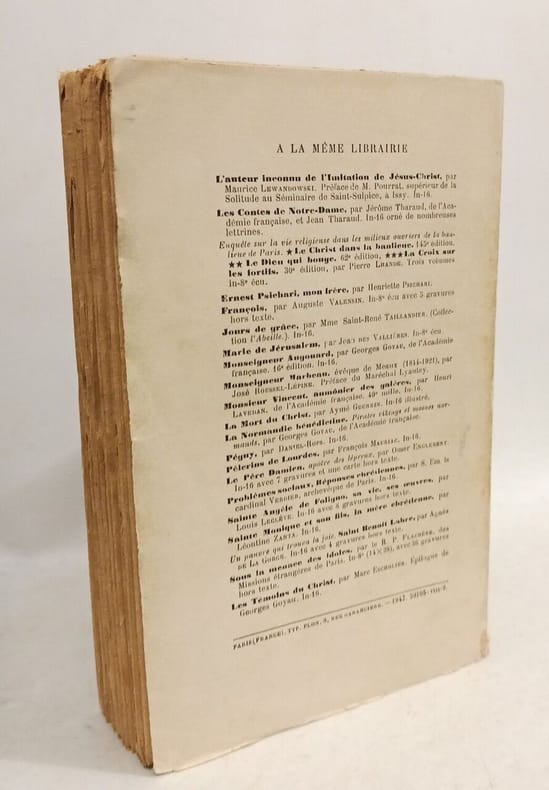 A LA MÊME LIBRAIRIE
L'auteur inconnu de l'Imitation de Jésus-Christ, par
Maurice LEWANDOWSKI. Préface de M. Pourrat, supérieur de la
Solitude au Séminaire de Saint-Sulpice, à Issy. In-16.
Les Contes de Notre-Dame, par Jérôme Tharaud, de l'Aca-
démie française, et Jean Tharaud. In-16 orné de nombreuses
lettrines.
Enquête sur la vie religieuse dans les milieux ouvriers de la ban-
lieue de Paris. ★ Le Christ dans la banlieue. 145e édition.
★★ Le Dieu qui bouge. 62e édition. ★★★ La Croix sur
les fortifs. 30e édition, par Pierre LHANDE. Trois volumes
in-8° écu.
Ernest Psichari, mon frère, par Henriette PSICHARI.
François, par Auguste VALENSIN. In-8° écu avec 5 gravures
hors texte.
Jours de grâce, par Mme Saint-René TAILLANDIER. (Collec-
tion l'Abeille.) In-16.
Marie de Jérusalem, par Jean DES VALLIÈRES. In-8° écu.
Monseigneur Augouard, par Georges GOYAU, de l'Académie
française. 16e édition. In-16.
Monseigneur Marbeau, évêque de MEAUX (1844-1921), par
José ROUSSEL-LÉPINE. Préface du Maréchal Lyautey.
Monsieur Vincent, aumônier des galères, par Henri
LAVEDAN, de l'Académie française. 49e mille. In-16.
La Mort du Christ, par Aymé GUERRIN. In-16 illustré.
La Normandie bénédictine. Pirates vikings et moines nor-
mands, par Georges GOYAU, de l'Académie française.
Péguy, par DANIEL-ROPS. In-16.
Pèlerins de Lourdes, par François MAURIAC. In-16.
Le Père Damien, apôtre des lépreux, par Omer ENGLEBERT.
In-16 avec 7 gravures et une carte hors texte.
Problèmes sociaux, Réponses chrétiennes, par S. Em. le
cardinal VERDIER, archevêque de Paris. In-16.
Sainte Angèle de Foligno, sa vie, ses œuvres, par
Louis LECLÈVE. In-16 avec 8 gravures hors texte.
Sainte Monique et son fils, la mère chrétienne, par
Léontine ZANTA. In-16.
Un pauvre qui trouva la joie. Saint Benoît Labre, par Agnès
DE LA GORCE. In-16 avec 4 gravures hors texte.
Sous la menace des idoles, par le R. P. FLACHÈRE, des
Missions étrangères de Paris. In-8° (14×20), avec 36 gravures
hors texte.
Les Témoins du Christ, par Marc ESCHOLIER. Épilogue de
Georges Goyau. In-16.
PARIS (FRANCE). TYP. PLON, 8, RUE GARANCIÈRE. — 1947.